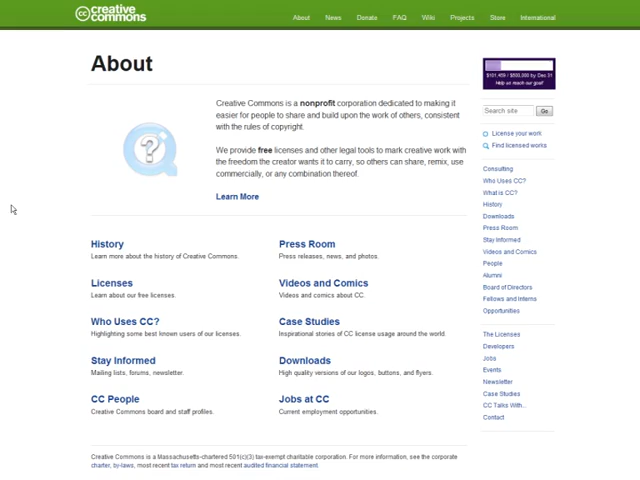 creative commons
About News Donate FAQ Wiki Projects Store International
About
Creative Commons is a nonprofit corporation dedicated to making it
easier for people to share and build upon the work of others, consistent
with the rules of copyright.
We provide free licenses and other legal tools to mark creative work with
the freedom the creator wants it to carry, so others can share, remix, use
commercially, or any combination thereof.
Learn More
History
Learn more about the history of Creative Commons.
Press Room
Press releases, news, and photos.
Licenses
Learn about our free licenses.
Videos and Comics
Videos and comics about CC.
Who Uses CC?
Highlighting some best known users of our licenses.
Case Studies
Inspirational stories of CC license usage around the world.
Stay Informed
Mailing lists, forums, newsletter.
Downloads
High quality versions of our logos, buttons, and flyers.
CC People
Creative Commons board and staff profiles.
Jobs at CC
Current employment opportunities.
Creative Commons is a Massachusetts-chartered 501(c)(3) tax-exempt charitable corporation. For more information, see the corporate
charter, by-laws, most recent tax return and most recent audited financial statement.
/ $500,000 by Dec 31
Help us reach our goal!
Search site Go
License your work
Find licensed works
Consulting
Who Uses CC?
What is CC?
History
Downloads
Press Room
Stay Informed
Videos and Comics
People
Alumni
Board of Directors
Fellows and Interns
Opportunities
The Licenses
Developers
Jobs
Events
Newsletter
Case Studies
CC Talks With...
Contact